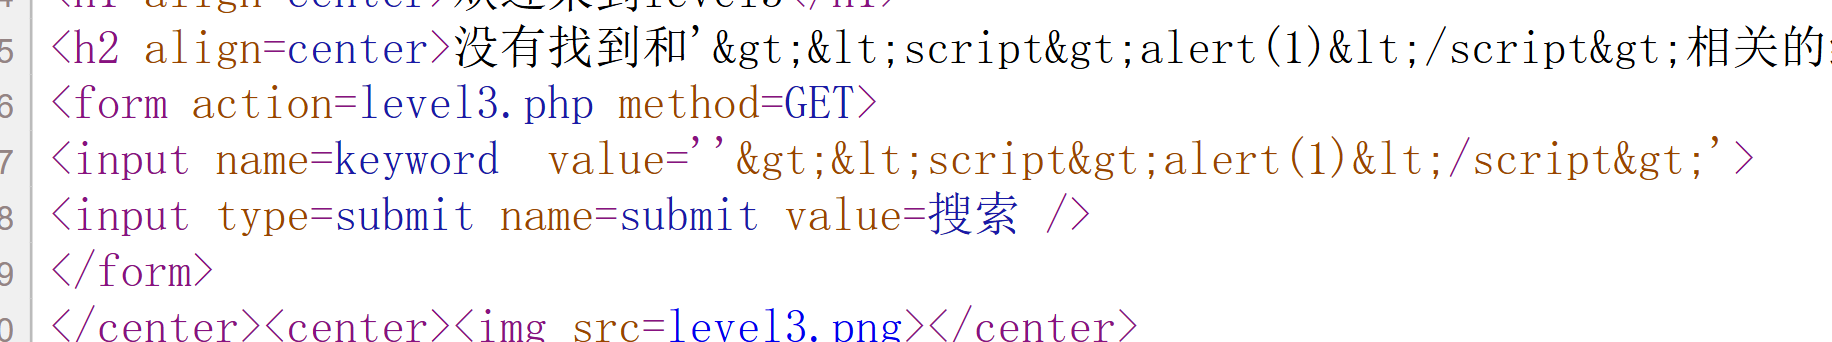 5 <h2 align=center>没有找到和'&gt;&lt;script&gt;alert(1)&lt;/script&gt;相关的
6 <form action=level3.php method=GET>
7 <input name=keyword  value=''&gt;&lt;script&gt;alert(1)&lt;/script&gt;'>
8 <input type=submit name=submit value=搜索 />
9 </form>
0 </center><center><img src=level3.png></center>